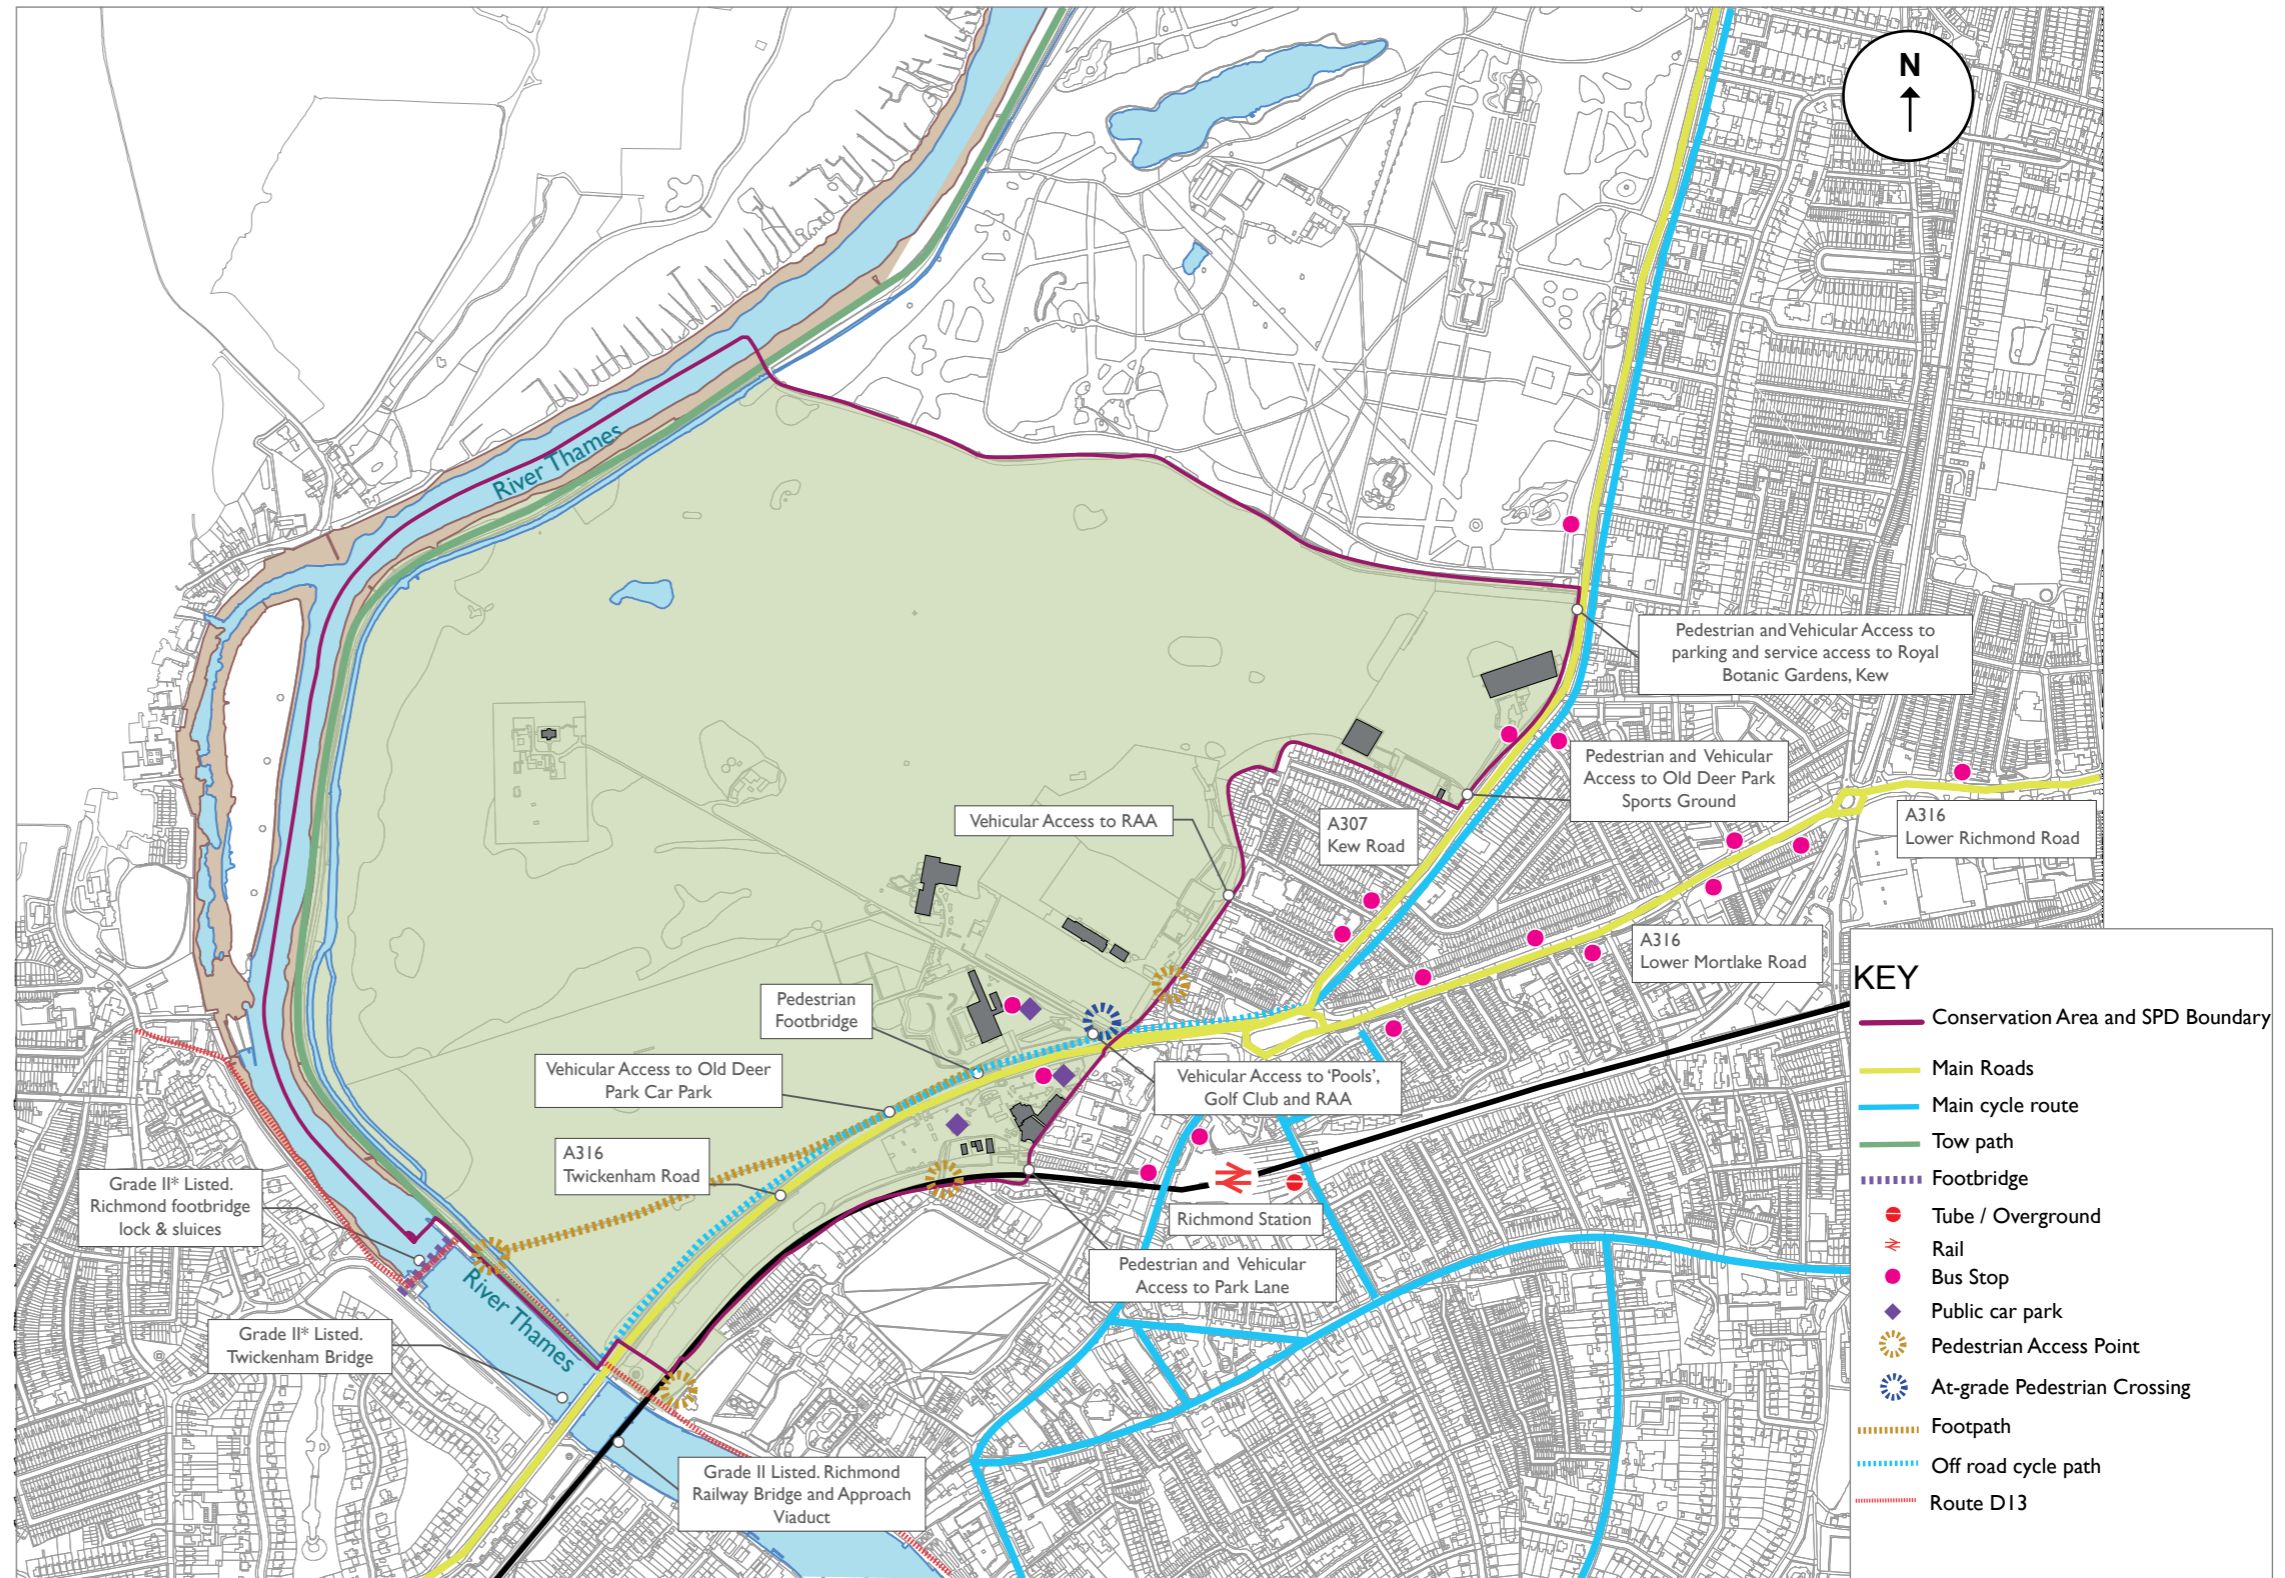 N
River Thames
Pedestrian and Vehicular Access to
parking and service access to Royal
Botanic Gardens, Kew
Pedestrian and Vehicular
Access to Old Deer Park
Sports Ground
Vehicular Access to RAA
A307
Kew Road
A316
Lower Richmond Road
A316
Lower Mortlake Road
Pedestrian
Footbridge
Vehicular Access to Old Deer
Park Car Park
Vehicular Access to ‘Pools’,
Golf Club and RAA
A316
Twickenham Road
Grade II* Listed.
Richmond footbridge
lock & sluices
Richmond Station
Pedestrian and Vehicular
Access to Park Lane
River Thames
Grade II* Listed.
Twickenham Bridge
Grade II Listed. Richmond
Railway Bridge and Approach
Viaduct
KEY
Conservation Area and SPD Boundary
Main Roads
Main cycle route
Tow path
Footbridge
Tube / Overground
Rail
Bus Stop
Public car park
Pedestrian Access Point
At-grade Pedestrian Crossing
Footpath
Off road cycle path
Route D13